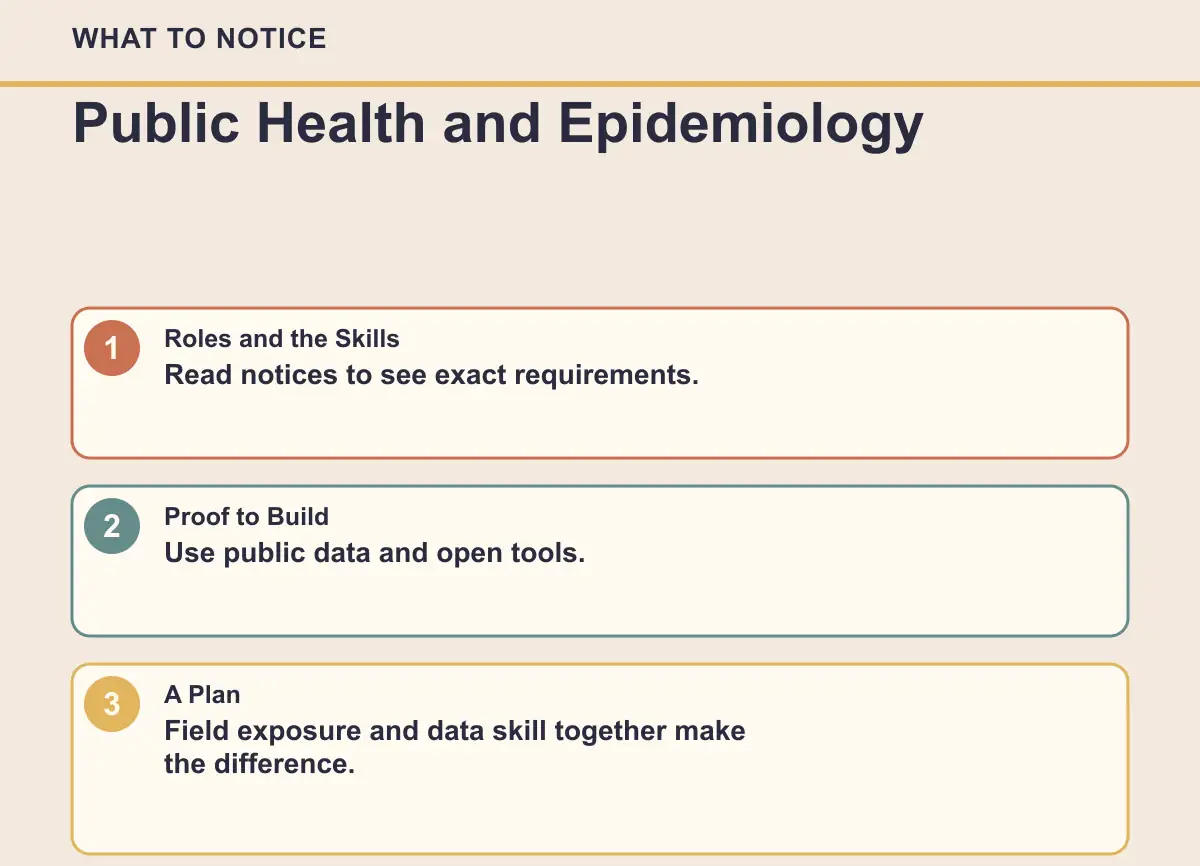 WHAT TO NOTICE
Public Health and Epidemiology
1
Roles and the Skills
Read notices to see exact requirements.
2
Proof to Build
Use public data and open tools.
3
A Plan
Field exposure and data skill together make
the difference.